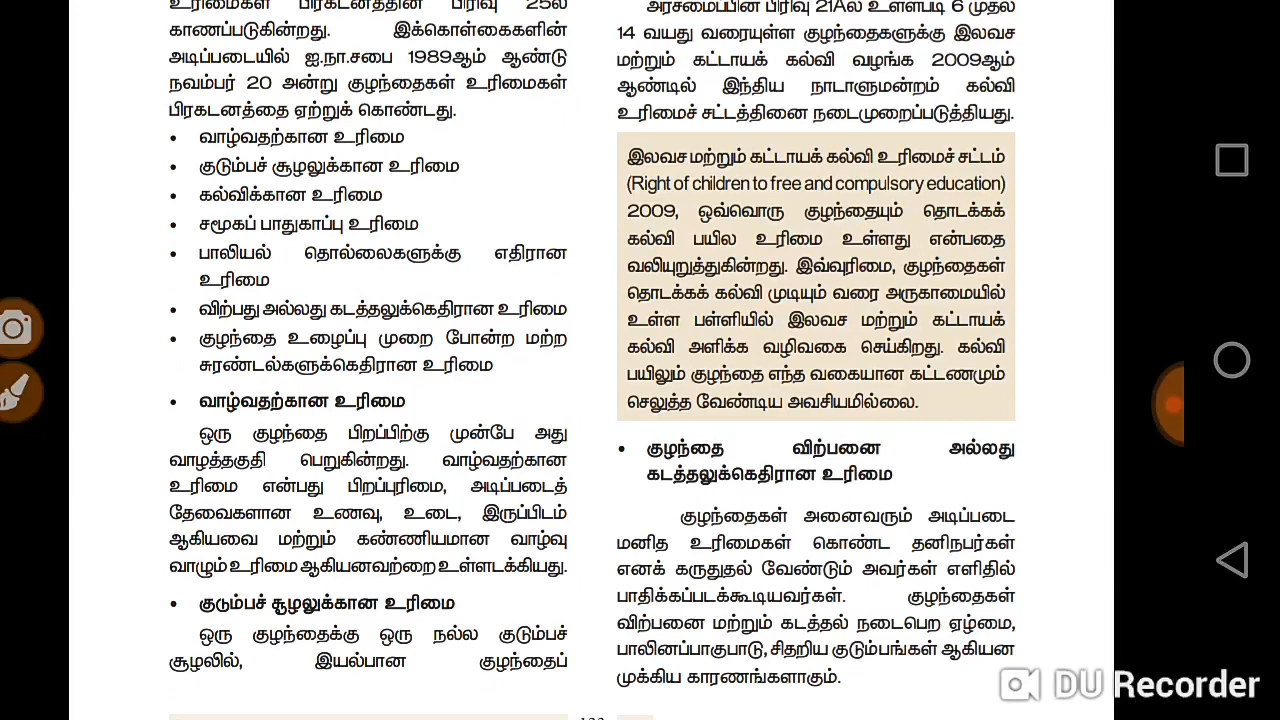 உரிமைகள் பிரகடனத்தின் பிரிவு 25ல்
காணப்படுகின்றது. இக்கொள்கைகளின்
அடிப்படையில் ஐ.நா.சபை 1989ஆம் ஆண்டு
நவம்பர் 20 அன்று குழந்தைகள் உரிமைகள்
பிரகடனத்தை ஏற்றுக் கொண்டது.
• வாழ்வதற்கான உரிமை
• குடும்பச் சூழலுக்கான உரிமை
• கல்விக்கான உரிமை
• சமூகப் பாதுகாப்பு உரிமை
• பாலியல் தொல்லைகளுக்கு எதிரான
உரிமை
• விற்பது அல்லது கடத்தலுக்கெதிரான உரிமை
• குழந்தை உழைப்பு முறை போன்ற மற்ற
சுரண்டல்களுக்கெதிரான உரிமை
• வாழ்வதற்கான உரிமை
ஒரு குழந்தை பிறப்பிற்கு முன்பே அது
வாழத்தகுதி பெறுகின்றது. வாழ்வதற்கான
உரிமை என்பது பிறப்புரிமை, அடிப்படைத்
தேவைகளான உணவு, உடை, இருப்பிடம்
ஆகியவை மற்றும் கண்ணியமான வாழ்வு
வாழும் உரிமை ஆகியனவற்றை உள்ளடக்கியது.
• குடும்பச் சூழலுக்கான உரிமை
ஒரு குழந்தைக்கு ஒரு நல்ல குடும்பச்
சூழலில், இயல்பான குழந்தைப்
அரசமைப்பின் பிரிவு 21Aல் உள்ளபடி 6 முதல்
14 வயது வரையுள்ள குழந்தைகளுக்கு இலவச
மற்றும் கட்டாயக் கல்வி வழங்க 2009ஆம்
ஆண்டில் இந்திய நாடாளுமன்றம் கல்வி
உரிமைச் சட்டத்தினை நடைமுறைப்படுத்தியது.
இலவச மற்றும் கட்டாயக் கல்வி உரிமைச் சட்டம்
(Right of children to free and compulsory education)
2009, ஒவ்வொரு குழந்தையும் தொடக்கக்
கல்வி பயில உரிமை உள்ளது என்பதை
வலியுறுத்துகின்றது. இவ்வுரிமை, குழந்தைகள்
தொடக்கக் கல்வி முடியும் வரை அருகாமையில்
உள்ள பள்ளியில் இலவச மற்றும் கட்டாயக்
கல்வி அளிக்க வழிவகை செய்கிறது. கல்வி
பயிலும் குழந்தை எந்த வகையான கட்டணமும்
செலுத்த வேண்டிய அவசியமில்லை.
• குழந்தை விற்பனை அல்லது
கடத்தலுக்கெதிரான உரிமை
குழந்தைகள் அனைவரும் அடிப்படை
மனித உரிமைகள் கொண்ட தனிநபர்கள்
எனக் கருதுதல் வேண்டும் அவர்கள் எளிதில்
பாதிக்கப்படக்கூடியவர்கள். குழந்தைகள்
விற்பனை மற்றும் கடத்தல் நடைபெற ஏழ்மை,
பாலினப்பாகுபாடு, சிதறிய குடும்பங்கள் ஆகியன
முக்கிய காரணங்களாகும்.
DU Recorder